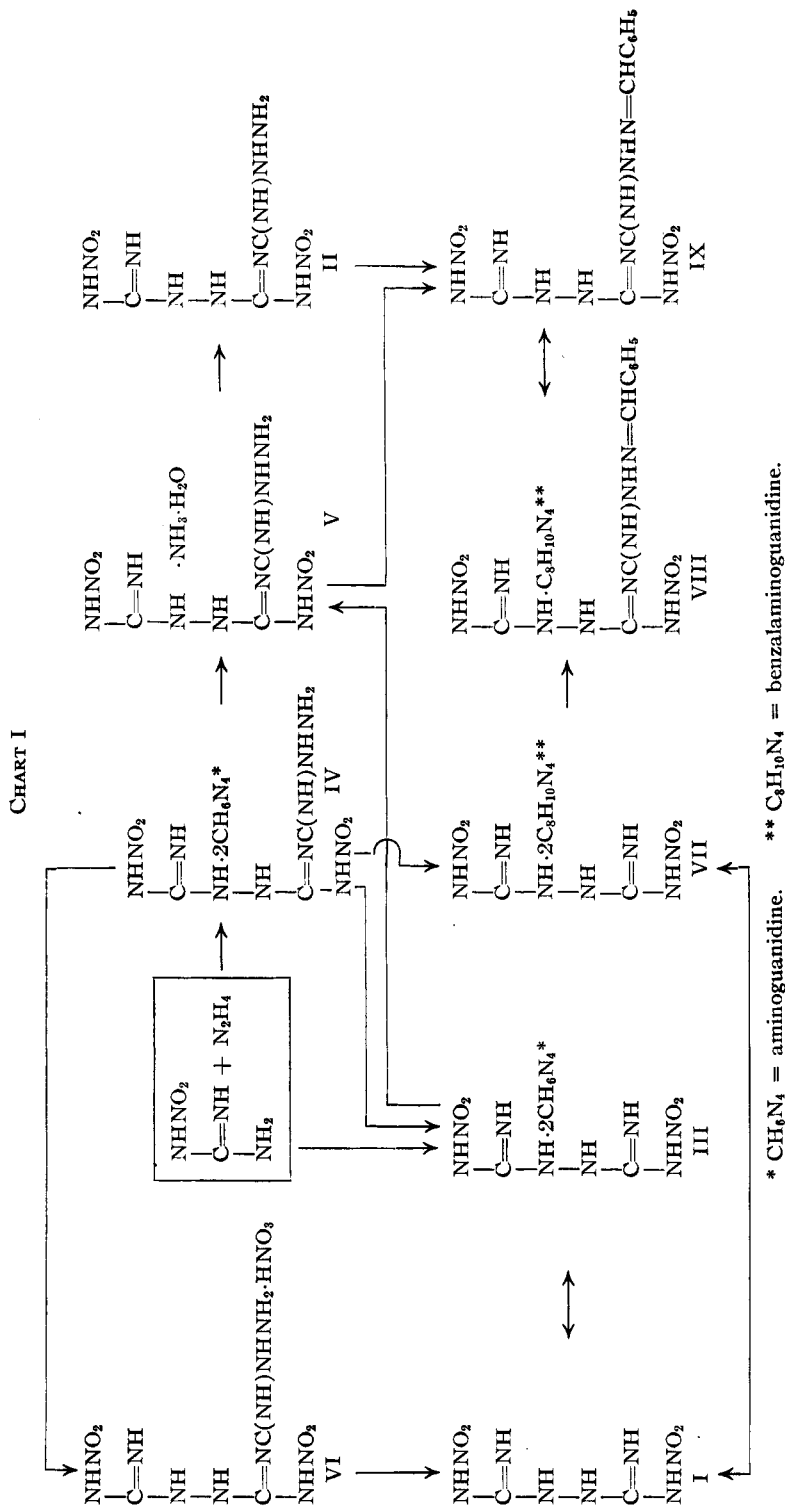 CHART I
NHNO₂
C=NH
NH
NH
C=NC(NH)NHNH₂·HNO₃
NHNO₂
VI
NHNO₂
C=NH + N₂H₄
NH₂
NHNO₂
C=NH
NH·2CH₆N₄*
NH
C=NC(NH)NHNH₂
NHNO₂
IV
NHNO₂
C=NH
NH ·NH₃·H₂O
NH
C=NC(NH)NHNH₂
NHNO₂
V
NHNO₂
C=NH
NH
NH
C=NC(NH)NHNH₂
NHNO₂
II
NHNO₂
C=NH
NH
NH
C=NH
NHNO₂
I
NHNO₂
C=NH
NH·2CH₆N₄*
NH
C=NH
NHNO₂
III
NHNO₂
C=NH
NH·2C₈H₁₀N₄**
NH
C=NH
NHNO₂
VII
NHNO₂
C=NH
NH·C₈H₁₀N₄**
NH
C=NC(NH)NHN=CHC₆H₅
NHNO₂
VIII
NHNO₂
C=NH
NH
NH
C=NC(NH)NHN=CHC₆H₅
NHNO₂
IX
* CH₆N₄ = aminoguanidine. ** C₈H₁₀N₄ = benzalaminoguanidine.